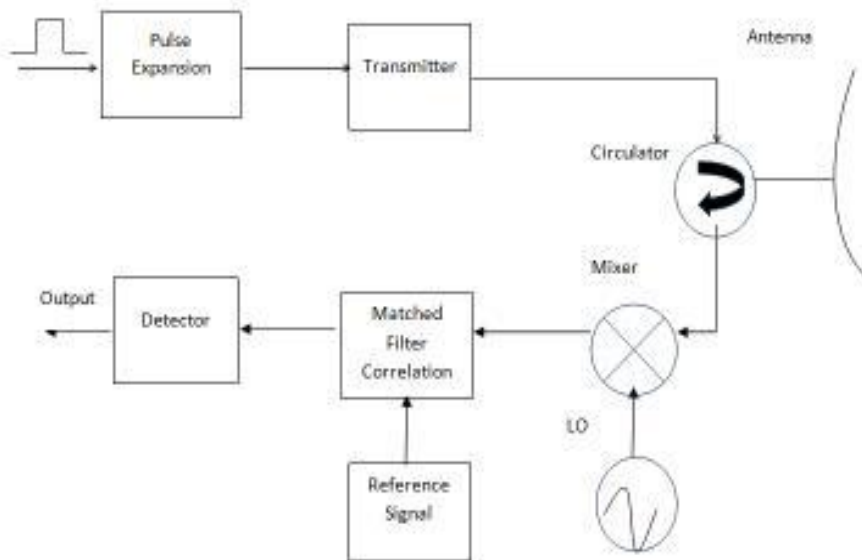 Pulse
Expansion
Transmitter
Antenna
Circulator
Mixer
Output
Detector
Matched
Filter
Correlation
LO
Reference
Signal